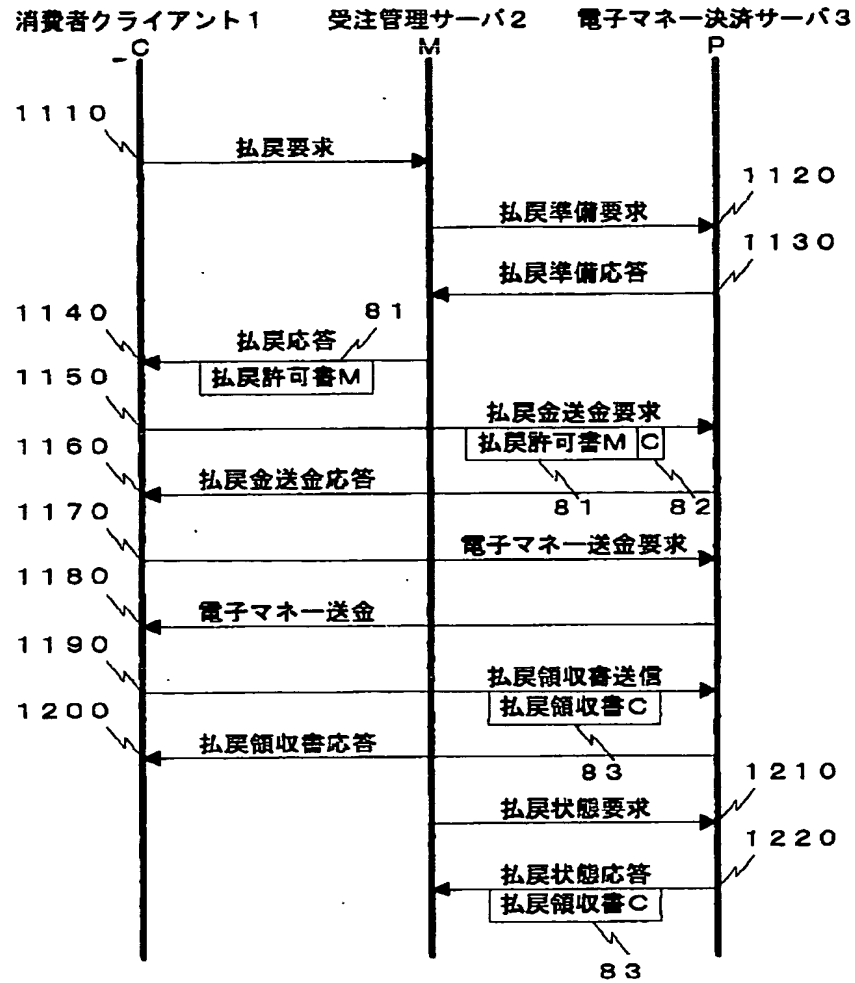 消費者クライアント1 受注管理サーバ2 電子マネー決済サーバ3
C M P
1110
払戻要求
1120
払戻準備要求
1130
払戻準備応答
1140
81
払戻応答
払戻許可書M
1150
払戻金送金要求
払戻許可書M C
1160
払戻金送金応答
81 82
1170
電子マネー送金要求
1180
電子マネー送金
1190
払戻領収書送信
払戻領収書C
1200
払戻領収書応答
83
1210
払戻状態要求
1220
払戻状態応答
払戻領収書C
83